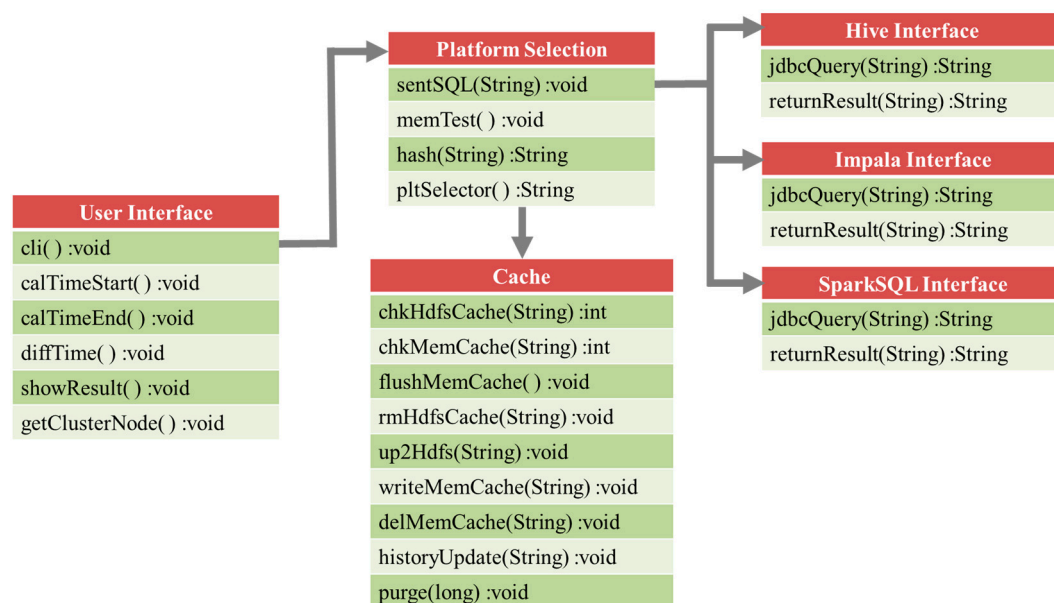 User Interface
cli( ) :void
calTimeStart( ) :void
calTimeEnd( ) :void
diffTime( ) :void
showResult( ) :void
getClusterNode( ) :void
Platform Selection
sentSQL(String) :void
memTest( ) :void
hash(String) :String
pltSelector( ) :String
Cache
chkHdfsCache(String) :int
chkMemCache(String) :int
flushMemCache( ) :void
rmHdfsCache(String) :void
up2Hdfs(String) :void
writeMemCache(String) :void
delMemCache(String) :void
historyUpdate(String) :void
purge(long) :void
Hive Interface
jdbcQuery(String) :String
returnResult(String) :String
Impala Interface
jdbcQuery(String) :String
returnResult(String) :String
SparkSQL Interface
jdbcQuery(String) :String
returnResult(String) :String